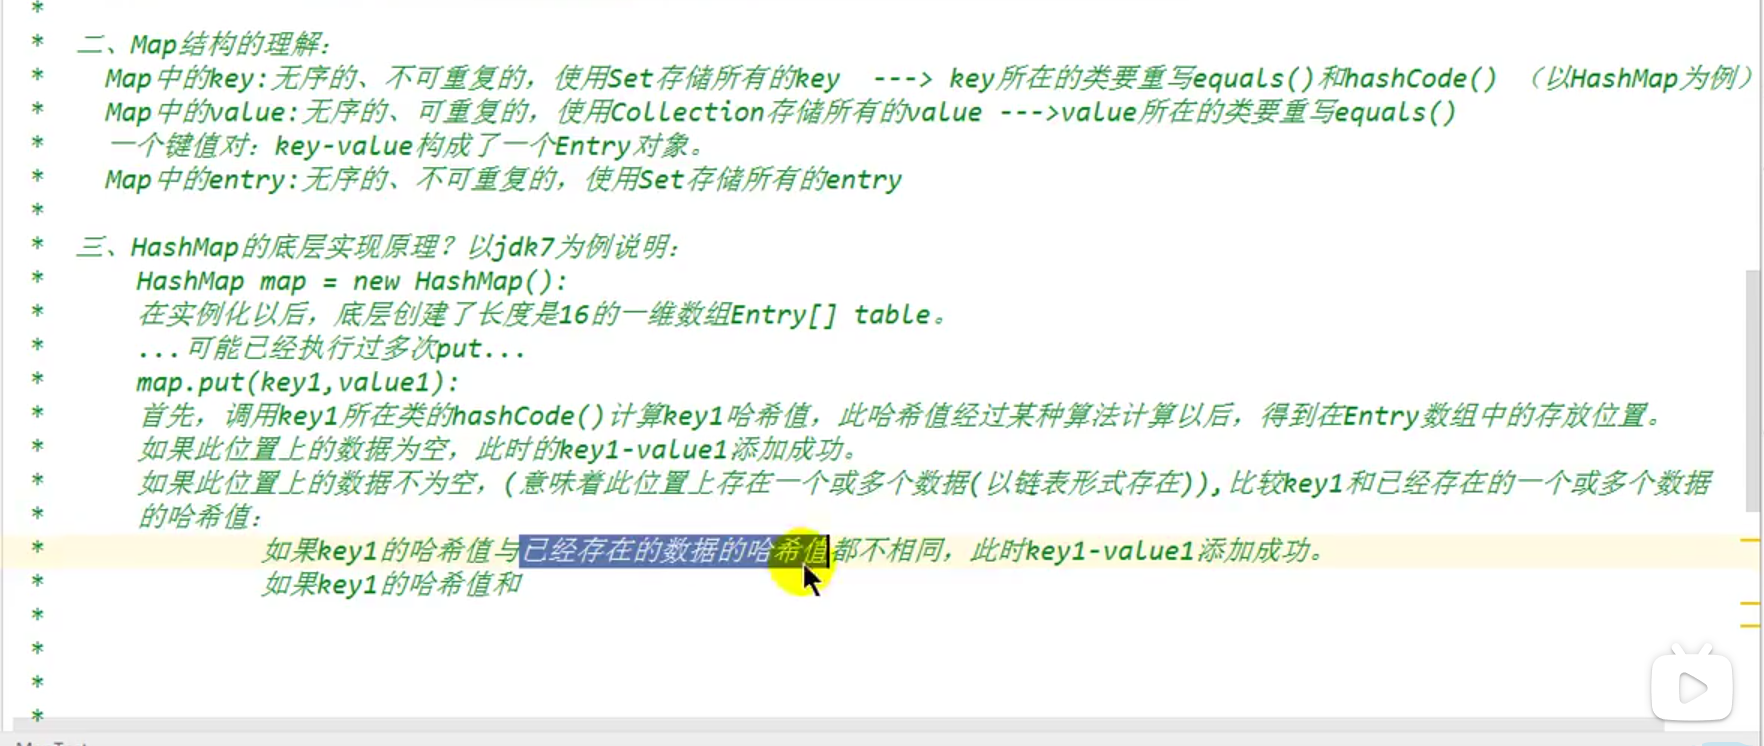 *
* 二、Map结构的理解:
* Map中的key:无序的、不可重复的，使用Set存储所有的key ---> key所在的类要重写equals()和hashCode() （以HashMap为例）
* Map中的value:无序的、可重复的，使用Collection存储所有的value --->value所在的类要重写equals()
* 一个键值对：key-value构成了一个Entry对象。
* Map中的entry:无序的、不可重复的，使用Set存储所有的entry
*
* 三、HashMap的底层实现原理？以jdk7为例说明:
* HashMap map = new HashMap():
* 在实例化以后，底层创建了长度是16的一维数组Entry[] table。
* ...可能已经执行过多次put...
* map.put(key1,value1):
* 首先，调用key1所在类的hashCode()计算key1哈希值，此哈希值经过某种算法计算以后，得到在Entry数组中的存放位置。
* 如果此位置上的数据为空，此时的key1-value1添加成功。
* 如果此位置上的数据不为空，(意味着此位置上存在一个或多个数据(以链表形式存在)),比较key1和已经存在的一个或多个数据
* 的哈希值：
* 如果key1的哈希值与已经存在的数据的哈希值都不相同，此时key1-value1添加成功。
* 如果key1的哈希值和
*
*
*
*